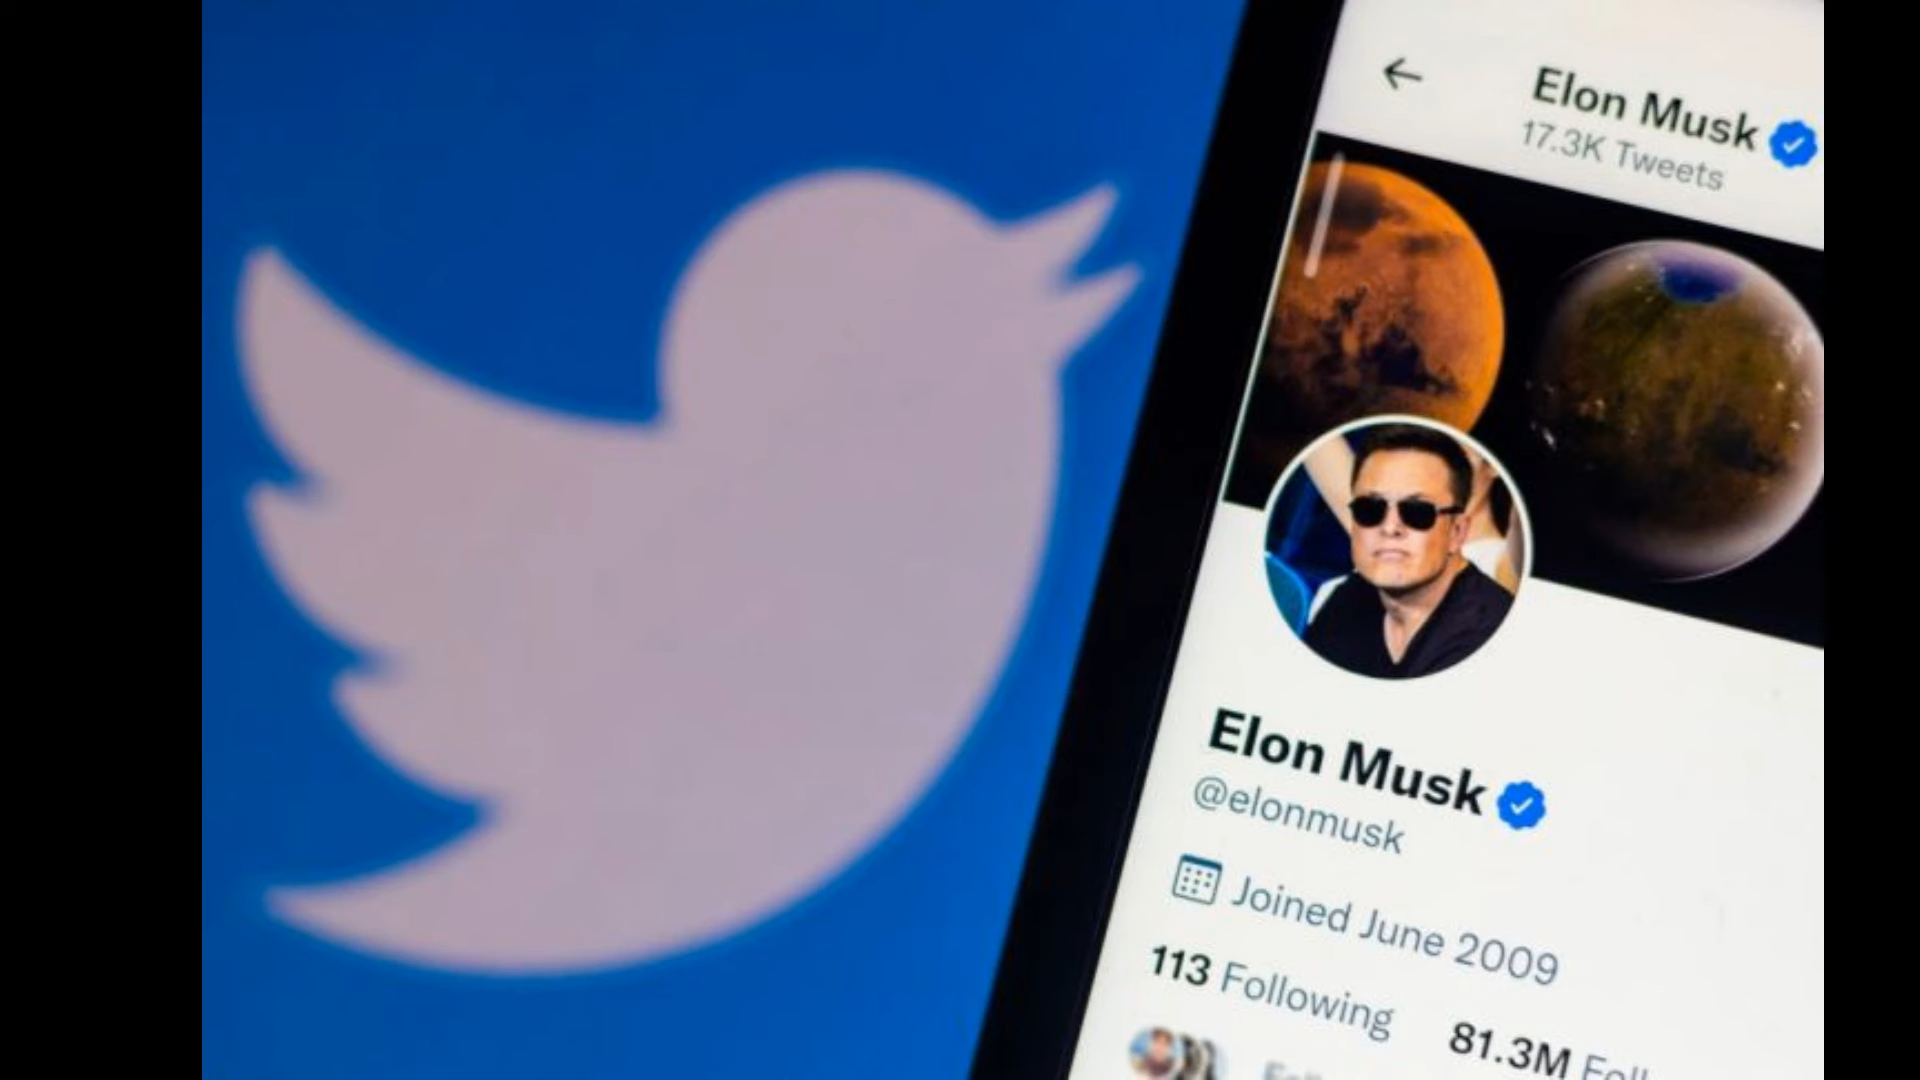 Elon Musk
17.3K Tweets
Elon Musk
@elonmusk
Joined June 2009
113 Following 81.3M